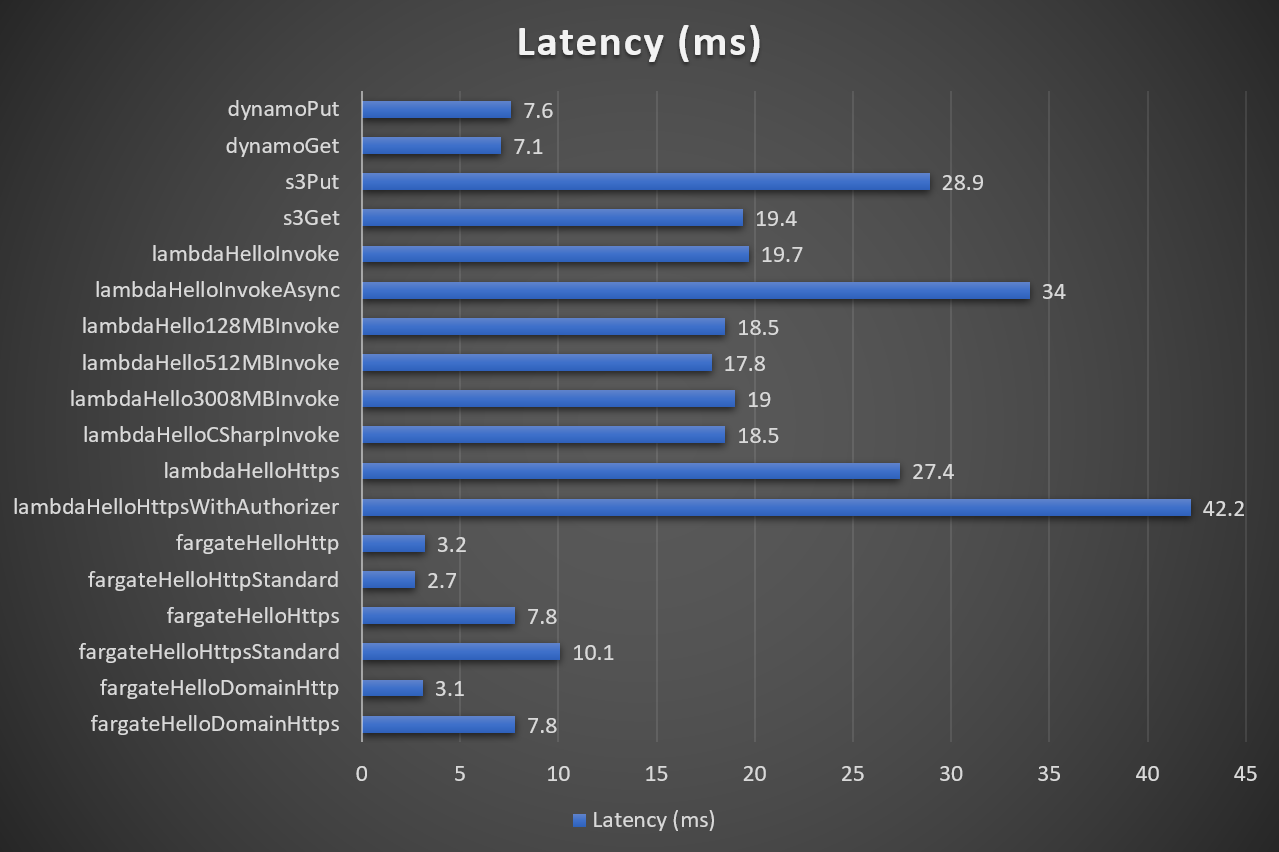 Latency (ms)
dynamoPut 7.6
dynamoGet 7.1
s3Put 28.9
s3Get 19.4
lambdaHelloInvoke 19.7
lambdaHelloInvokeAsync 34
lambdaHello128MBInvoke 18.5
lambdaHello512MBInvoke 17.8
lambdaHello3008MBInvoke 19
lambdaHelloCSharpInvoke 18.5
lambdaHelloHttps 27.4
lambdaHelloHttpsWithAuthorizer 42.2
fargateHelloHttp 3.2
fargateHelloHttpStandard 2.7
fargateHelloHttps 7.8
fargateHelloHttpsStandard 10.1
fargateHelloDomainHttp 3.1
fargateHelloDomainHttps 7.8
0 5 10 15 20 25 30 35 40 45
Latency (ms)